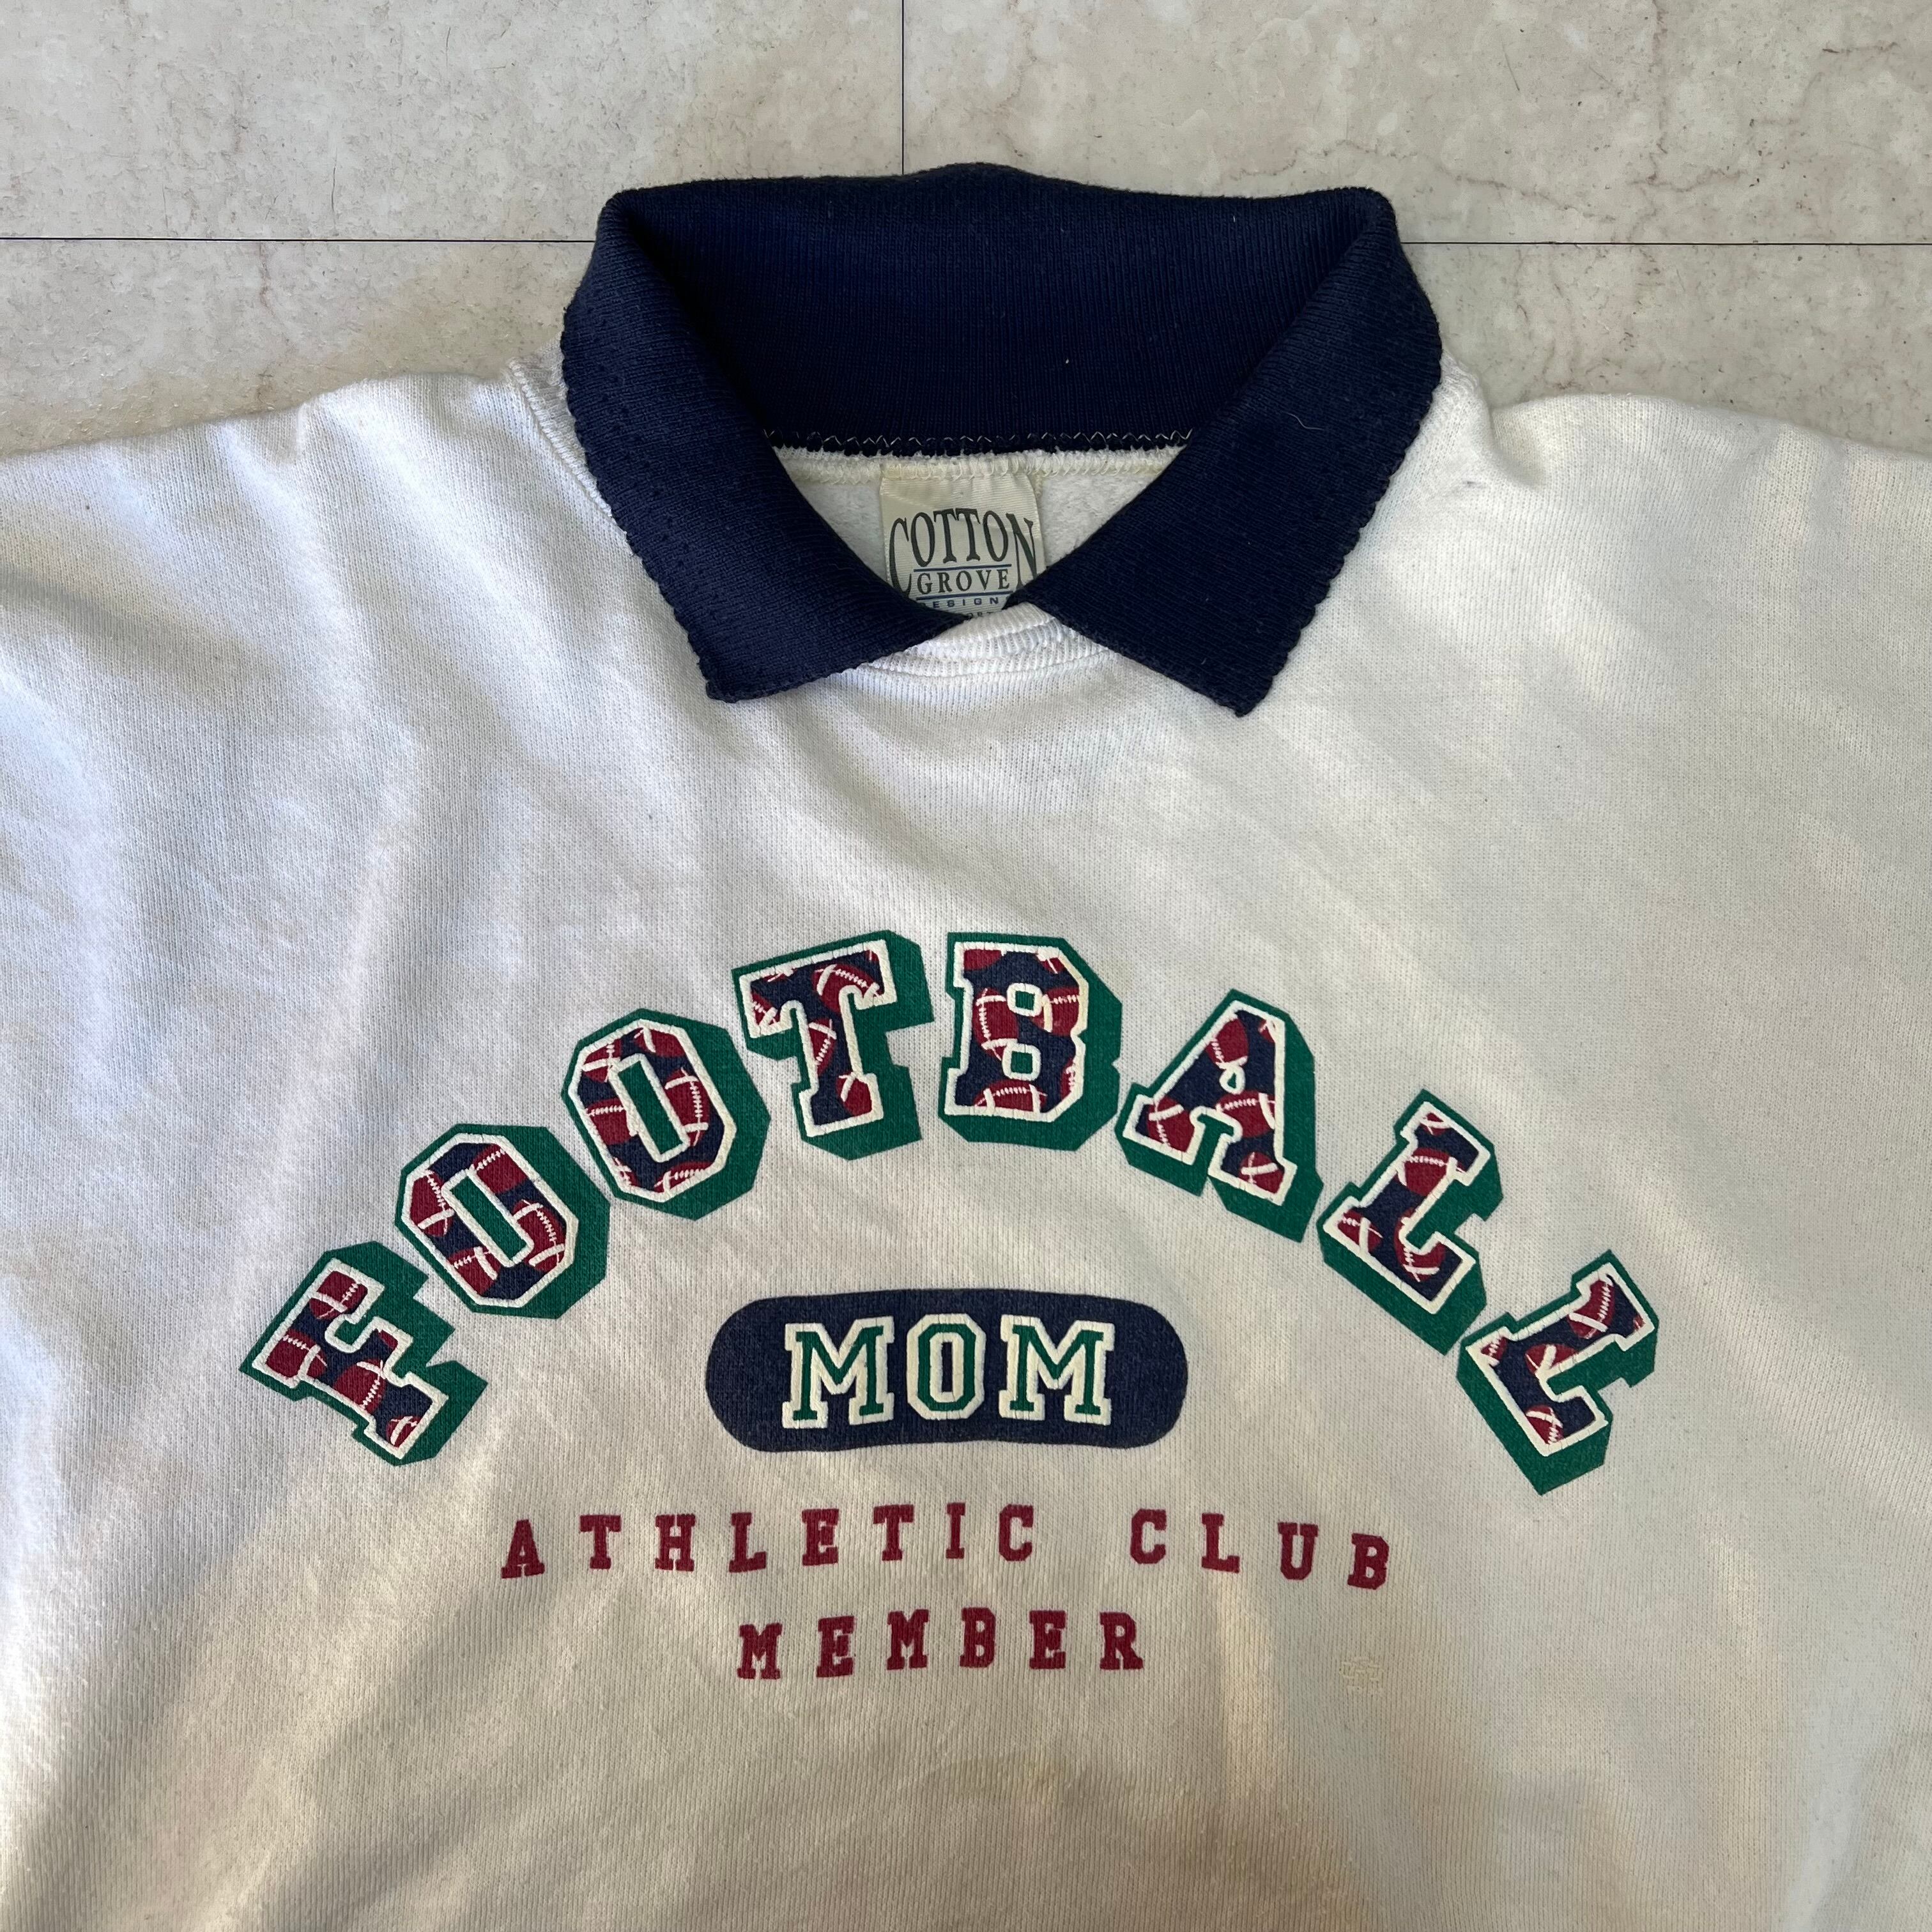 COTTON
GROVE
FOOTBALL
MOM
ATHLETIC CLUB
MEMBER